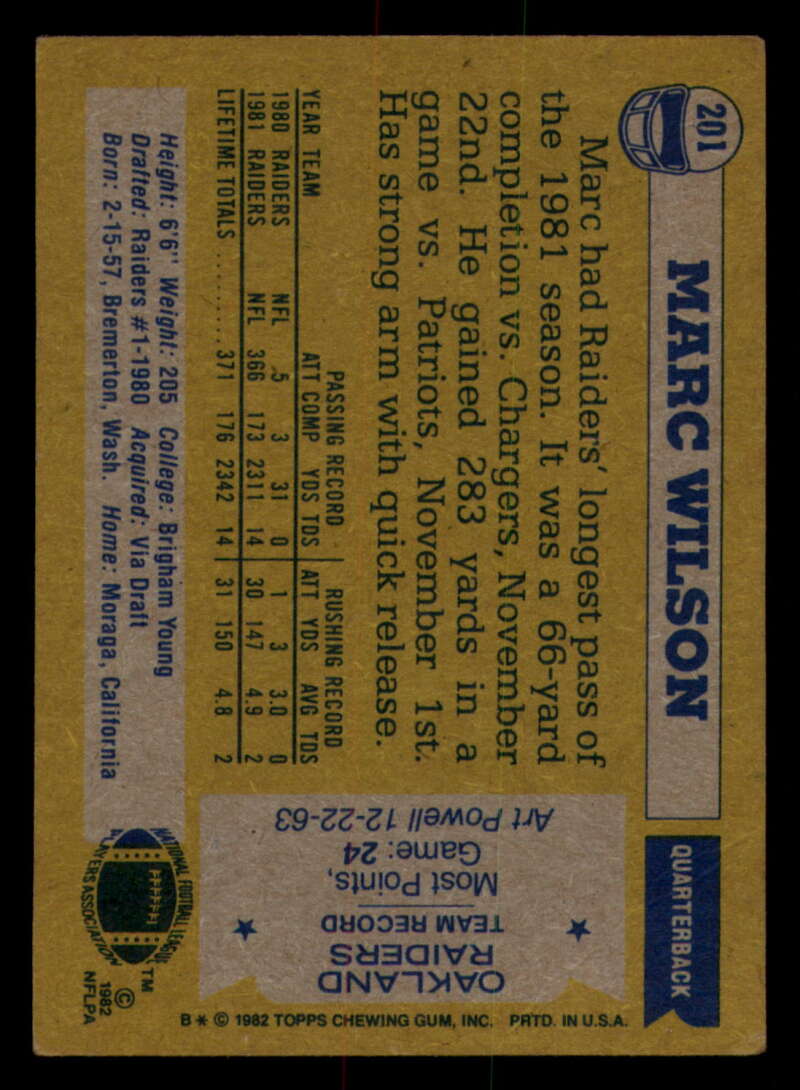 201
MARC WILSON
QUARTERBACK
Marc had Raiders' longest pass of
the 1981 season. It was a 66-yard
completion vs. Chargers, November
22nd. He gained 283 yards in a
game vs. Patriots, November 1st.
Has strong arm with quick release.
PASSING RECORD RUSHING RECORD
YEAR TEAM ATT COMP YDS TDS ATT YDS AVG TDS
1980 RAIDERS NFL 5 3 31 0 1 3 3.0 0
1981 RAIDERS NFL 366 173 2311 14 30 147 4.9 2
LIFETIME TOTALS ......... 371 176 2342 14 31 150 4.8 2
Height: 6'6" Weight: 205 College: Brigham Young
Drafted: Raiders #1-1980 Acquired: Via Draft
Born: 2-15-57, Bremerton, Wash. Home: Moraga, California
OAKLAND
RAIDERS
TEAM RECORD
Most Points,
Game: 24
Art Powell 12-22-63
NATIONAL FOOTBALL LEAGUE
PLAYERS ASSOCIATION
TM
©
1982
NFLPA
B * © 1982 TOPPS CHEWING GUM, INC. PRTD. IN U.S.A.